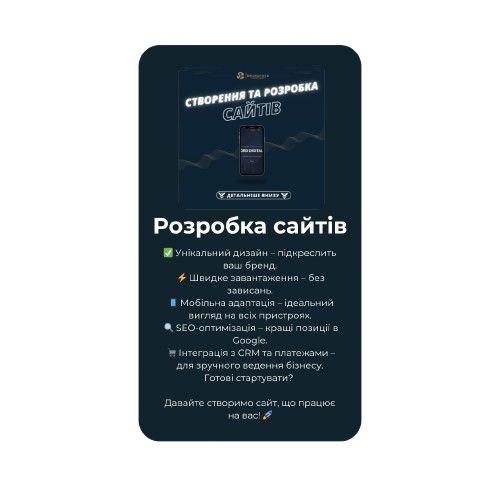 СТВОРЕННЯ ТА РОЗРОБКА
САЙТІВ
ДЕТАЛЬНІШЕ ВНИЗУ
Розробка сайтів
✅ Унікальний дизайн – підкреслить
ваш бренд.
⚡ Швидке завантаження – без
зависань.
📱 Мобільна адаптація – ідеальний
вигляд на всіх пристроях.
🔍 SEO-оптимізація – кращі позиції в
Google.
🛒 Інтеграція з CRM та платежами –
для зручного ведення бізнесу.
Готові стартувати?
Давайте створимо сайт, що працює
на вас! 🚀